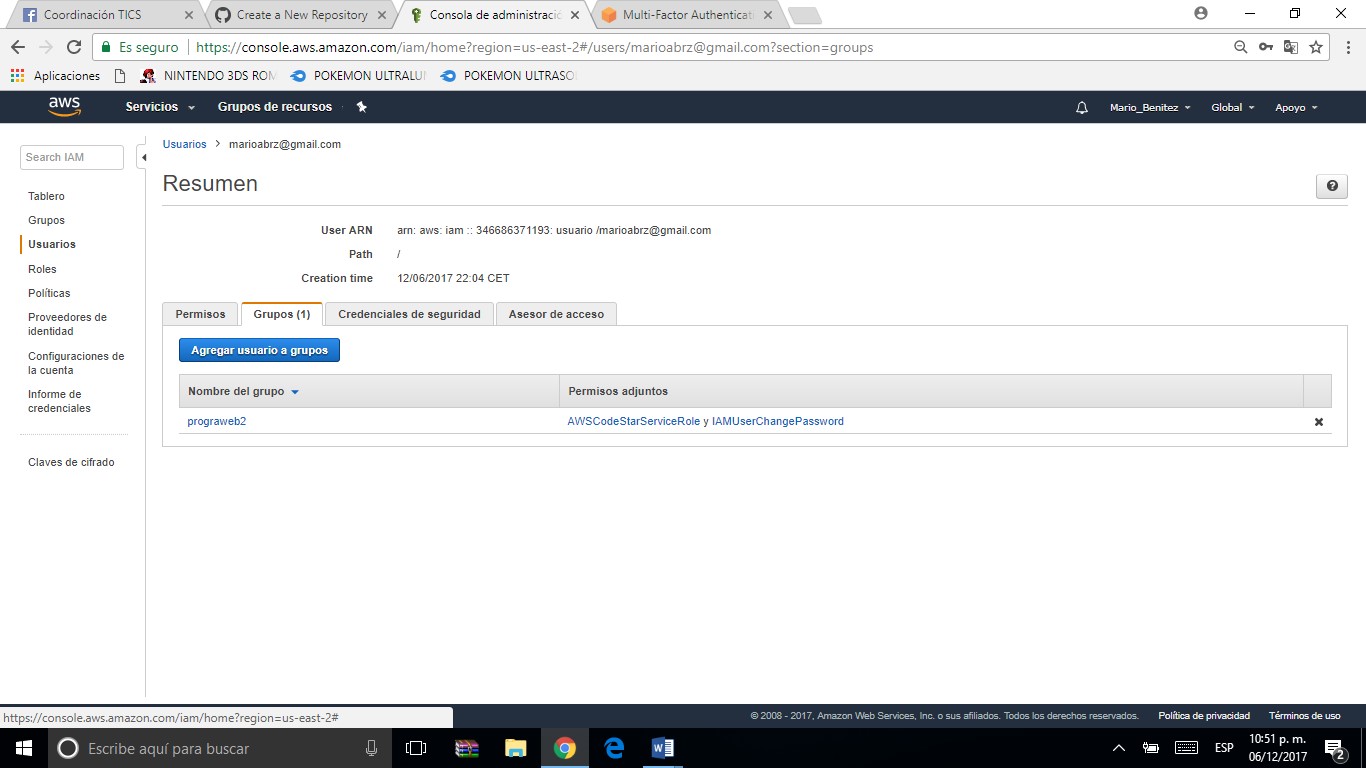 Coordinación TICS
Create a New Repository
Consola de administració
Multi-Factor Authenticat
Es seguro
https://console.aws.amazon.com/iam/home?region=us-east-2#/users/marioabrz@gmail.com?section=groups
Aplicaciones
NINTENDO 3DS ROM
POKEMON ULTRALUN
POKEMON ULTRASO
aws
Servicios
Grupos de recursos
Mario_Benitez
Global
Apoyo
Search IAM
Tablero
Grupos
Usuarios
Roles
Políticas
Proveedores de
identidad
Configuraciones de
la cuenta
Informe de
credenciales
Claves de cifrado
Usuarios > marioabrz@gmail.com
Resumen
User ARN arn: aws: iam :: 346686371193: usuario /marioabrz@gmail.com
Path /
Creation time 12/06/2017 22:04 CET
Permisos
Grupos (1)
Credenciales de seguridad
Asesor de acceso
Agregar usuario a grupos
Nombre del grupo Permisos adjuntos
prograweb2 AWSCodeStarServiceRole y IAMUserChangePassword
https://console.aws.amazon.com/iam/home?region=us-east-2#
© 2008 - 2017, Amazon Web Services, Inc. o sus afiliados. Todos los derechos reservados.
Política de privacidad
Términos de uso
Escribe aquí para buscar
ESP
10:51 p. m.
06/12/2017
2